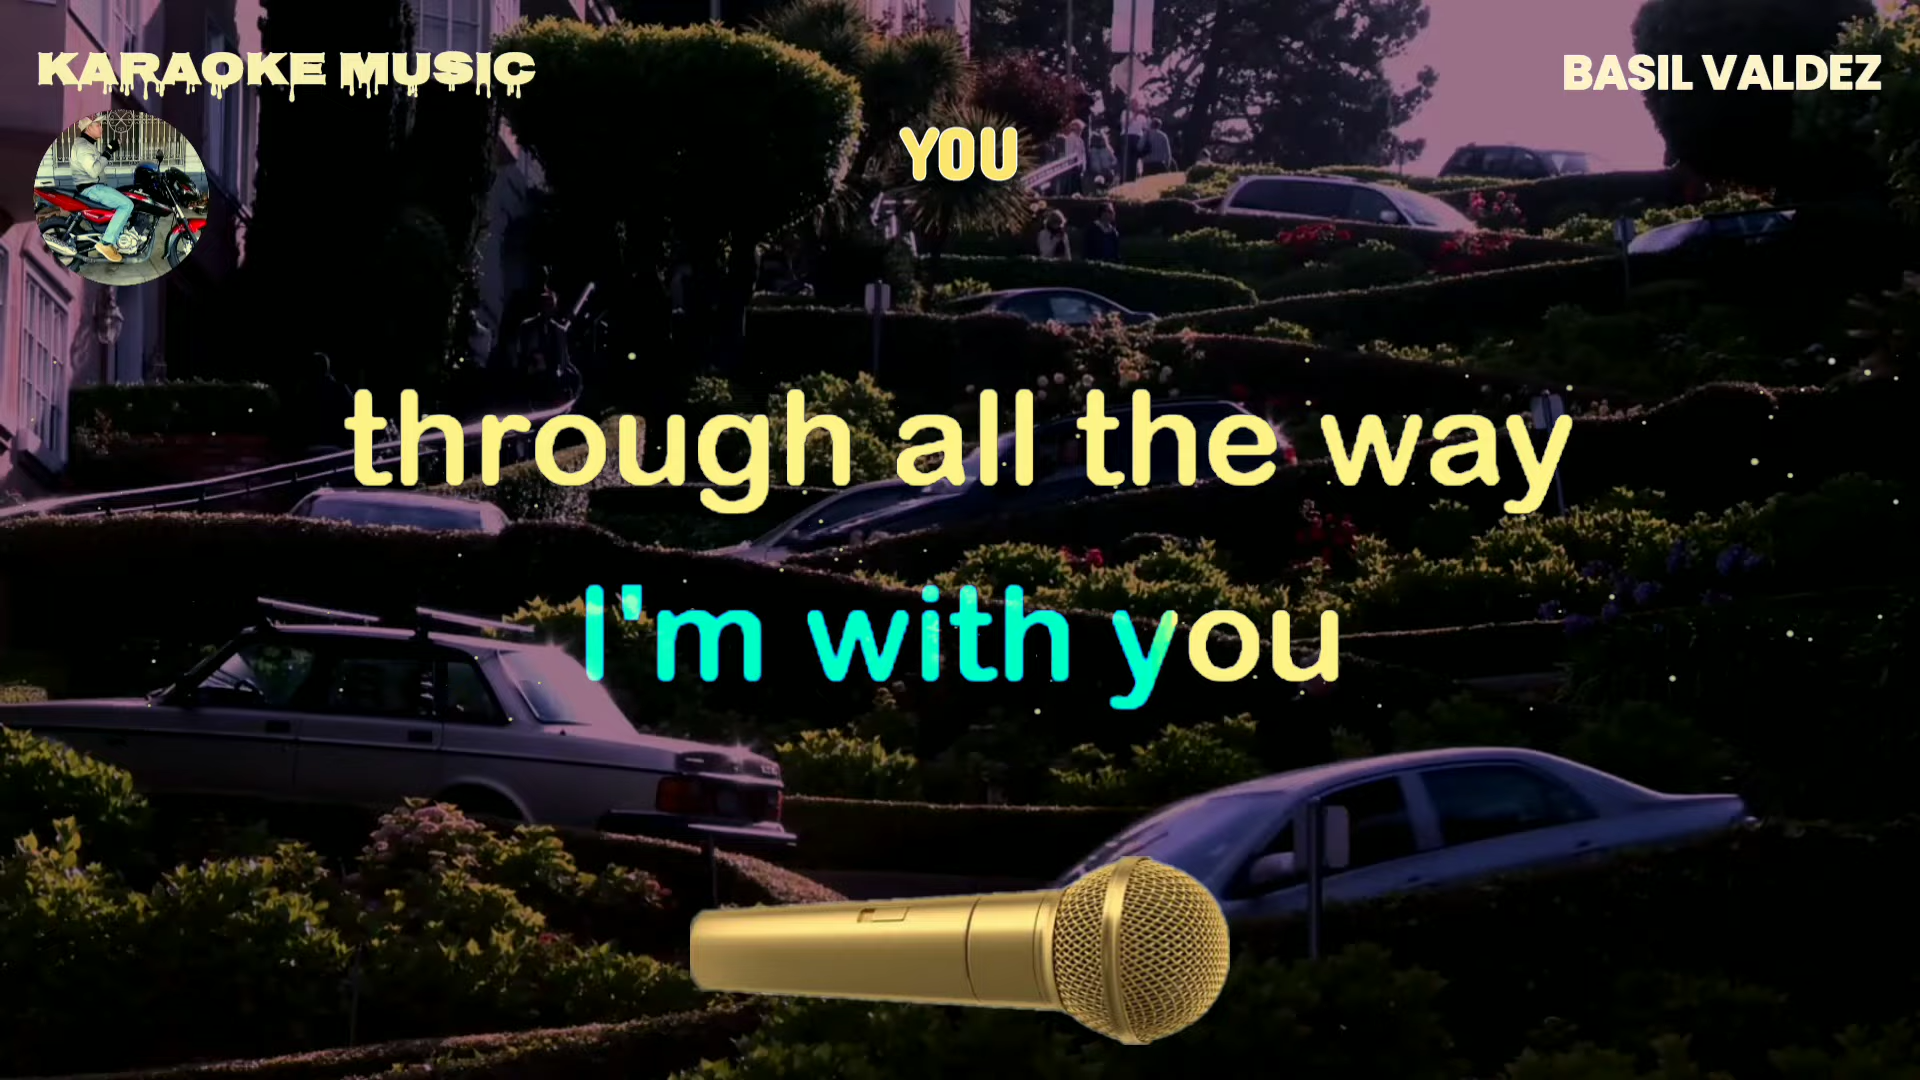 KARAOKE MUSIC
BASIL VALDEZ
YOU
through all the way
I'm with you